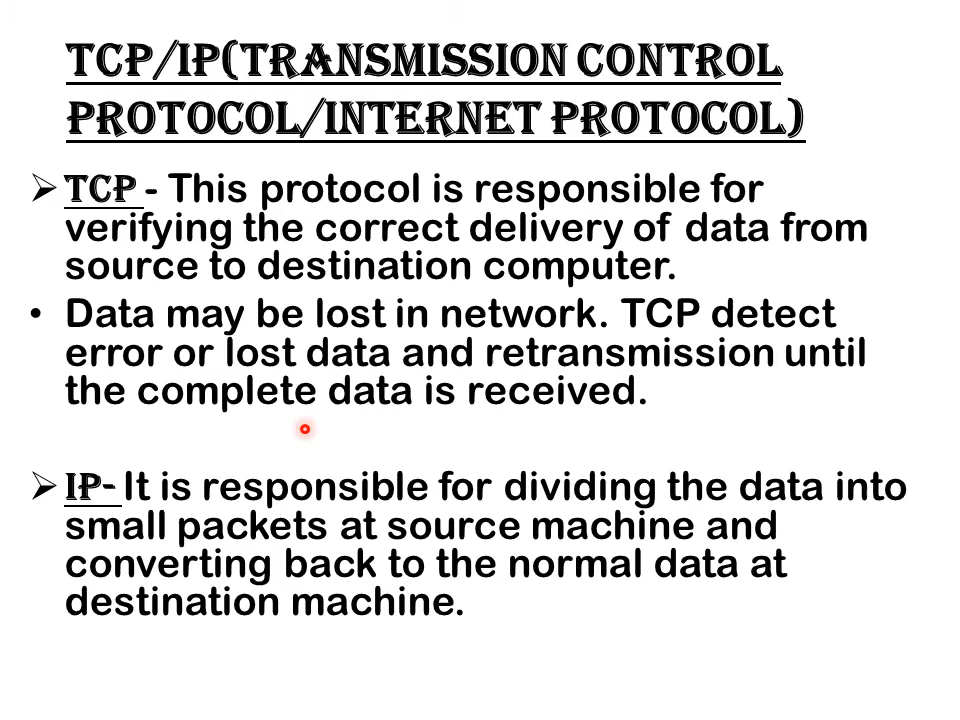 TCP/IP(TRANSMISSION CONTROL
PROTOCOL/INTERNET PROTOCOL)
➢ TCP - This protocol is responsible for
verifying the correct delivery of data from
source to destination computer.
• Data may be lost in network. TCP detect
error or lost data and retransmission until
the complete data is received.
➢ IP- It is responsible for dividing the data into
small packets at source machine and
converting back to the normal data at
destination machine.